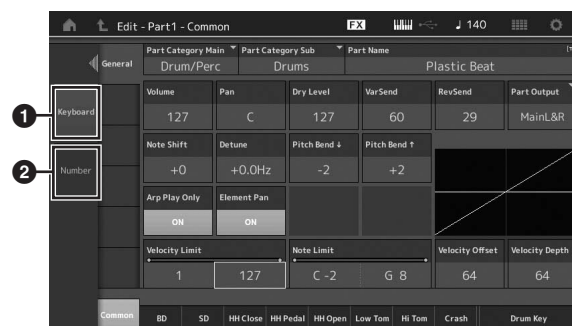 Edit - Part1 - Common FX 140
General
Part Category Main Part Category Sub Part Name
Drum/Perc Drums Plastic Beat
1 Keyboard
2 Number
Volume Pan Dry Level VarSend RevSend Part Output
127 C 127 60 29 MainL&R
Note Shift Detune Pitch Bend ↓ Pitch Bend ↑
+0 +0.0Hz -2 +2
Arp Play Only Element Pan
ON ON
Velocity Limit Note Limit Velocity Offset Velocity Depth
1 127 C -2 G 8 64 64
Common BD SD HH Close HH Pedal HH Open Low Tom Hi Tom Crash Drum Key